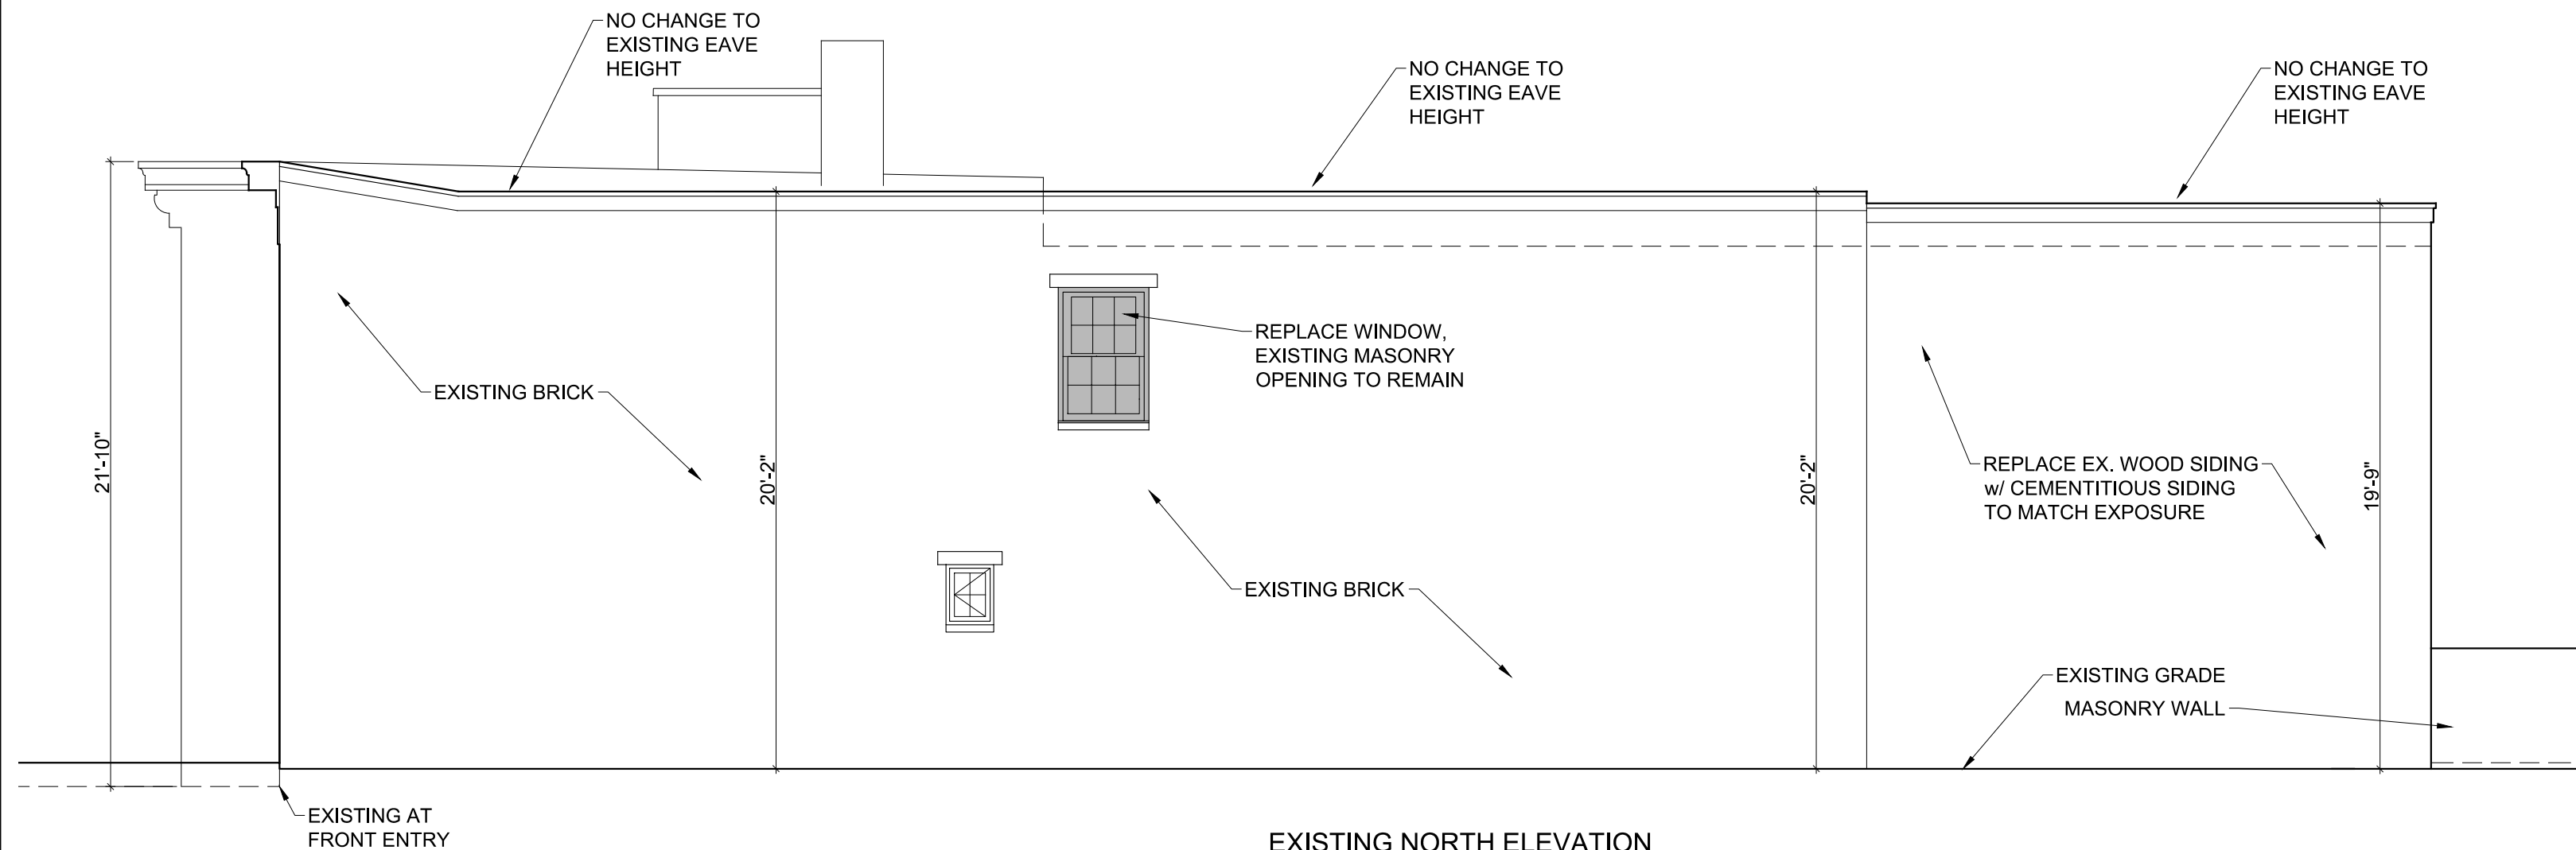 NO CHANGE TO
EXISTING EAVE
HEIGHT
NO CHANGE TO
EXISTING EAVE
HEIGHT
NO CHANGE TO
EXISTING EAVE
HEIGHT
21'-10"
EXISTING BRICK
20'-2"
REPLACE WINDOW,
EXISTING MASONRY
OPENING TO REMAIN
20'-2"
REPLACE EX. WOOD SIDING
w/ CEMENTITIOUS SIDING
TO MATCH EXPOSURE
19'-9"
EXISTING BRICK
EXISTING GRADE
MASONRY WALL
EXISTING AT
FRONT ENTRY
EXISTING NORTH ELEVATION